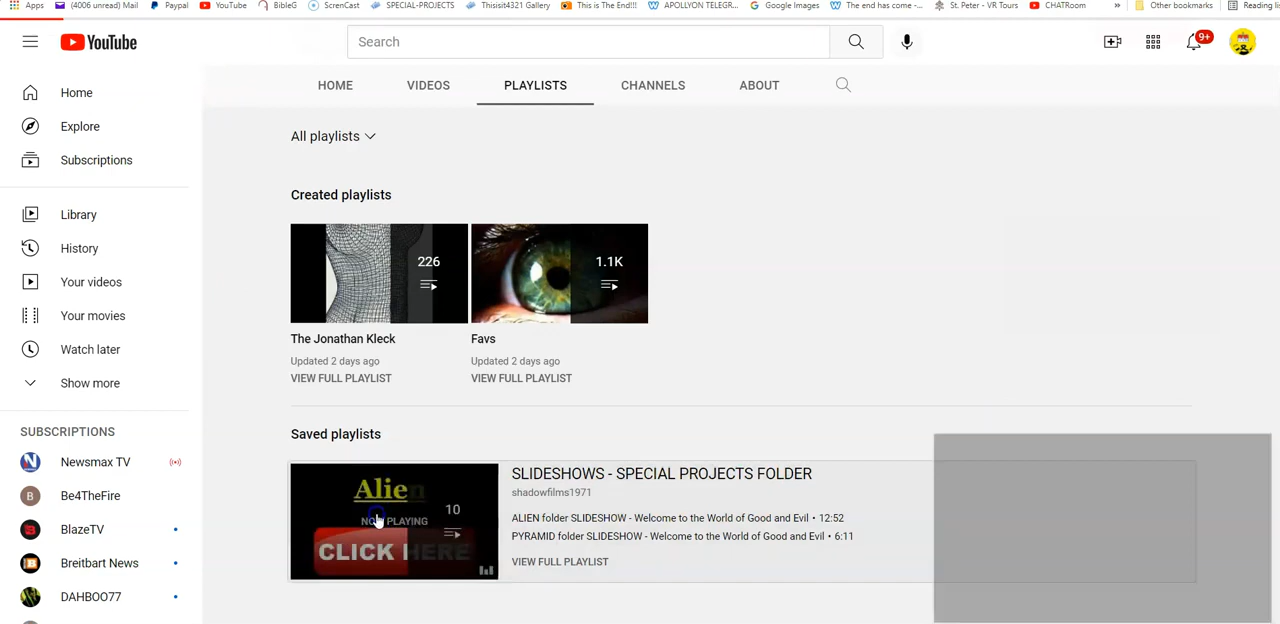 Apps (4006 unread) Mail Paypal YouTube BibleG ScrenCast SPECIAL-PROJECTS Thisisit4321 Gallery This is The End!!! APOLLYON TELEGR... Google Images The end has come -... St. Peter - VR Tours CHATRoom » Other bookmarks Reading lis
YouTube
Search
9+
HOME VIDEOS PLAYLISTS CHANNELS ABOUT
Home
Explore
Subscriptions
Library
History
Your videos
Your movies
Watch later
Show more
SUBSCRIPTIONS
Newsmax TV
Be4TheFire
BlazeTV
Breitbart News
DAHBOO77
All playlists
Created playlists
226
1.1K
The Jonathan Kleck
Favs
Updated 2 days ago
Updated 2 days ago
VIEW FULL PLAYLIST
VIEW FULL PLAYLIST
Saved playlists
Alien
10
NOW PLAYING
CLICK HERE
SLIDESHOWS - SPECIAL PROJECTS FOLDER
shadowfilms1971
ALIEN folder SLIDESHOW - Welcome to the World of Good and Evil • 12:52
PYRAMID folder SLIDESHOW - Welcome to the World of Good and Evil • 6:11
VIEW FULL PLAYLIST